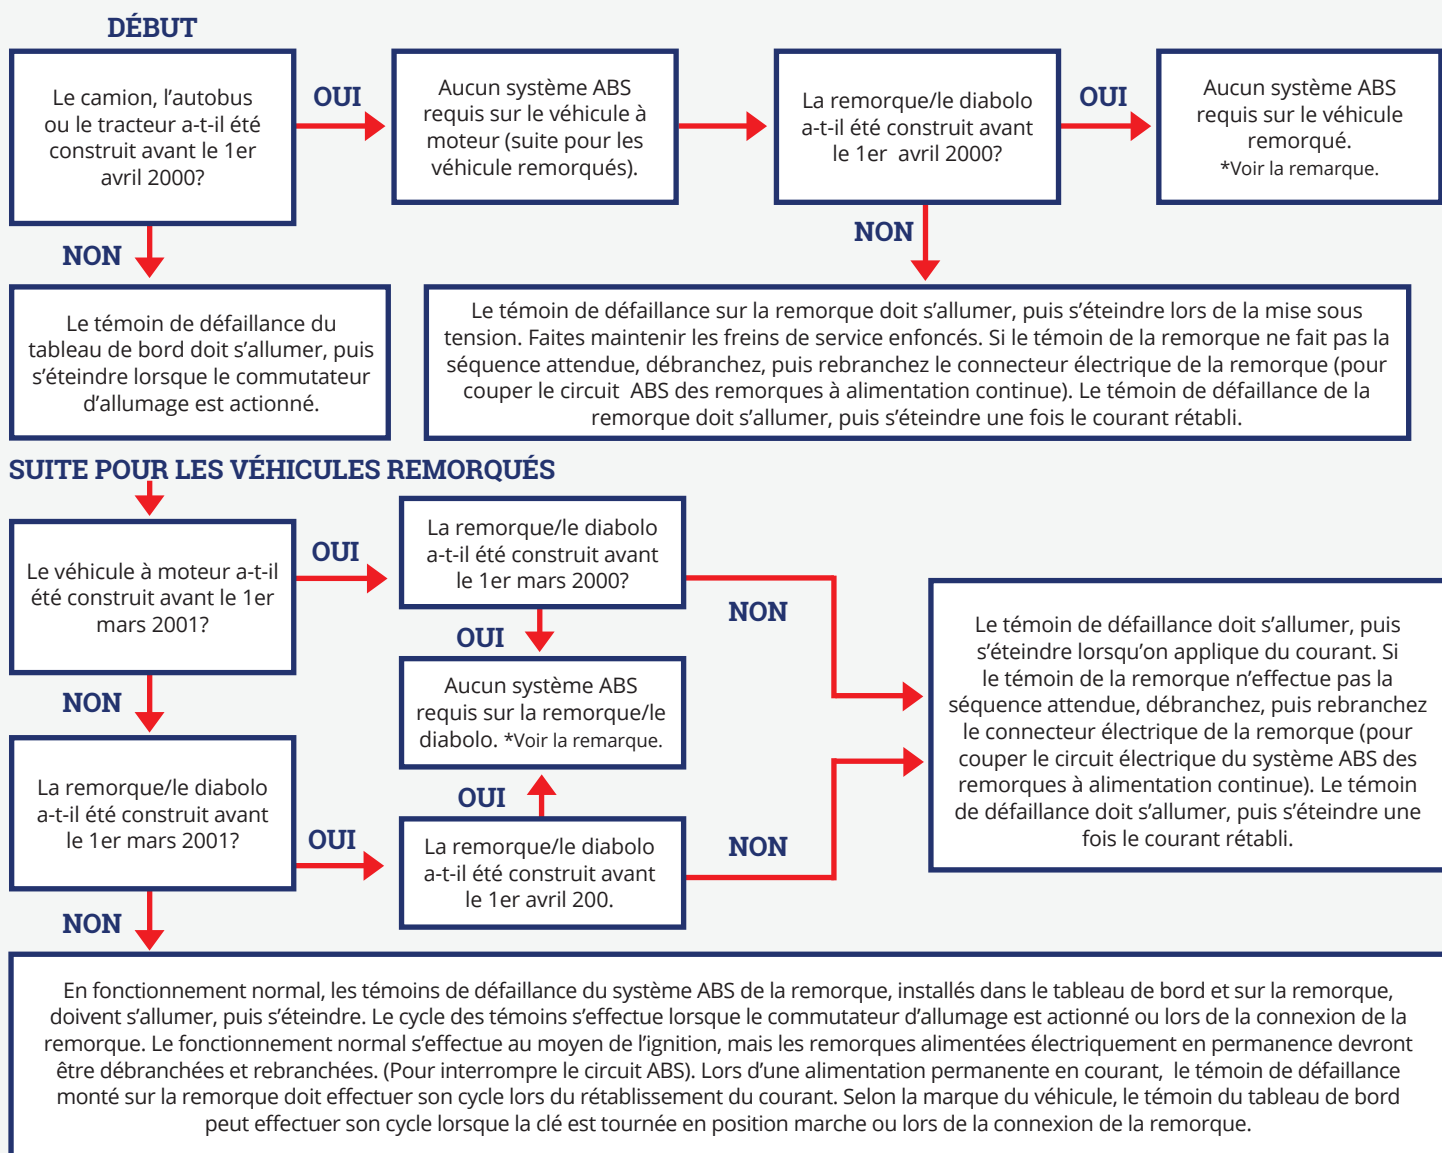 DÉBUT
Le camion, l'autobus
ou le tracteur a-t-il été
construit avant le 1er
avril 2000?
OUI
Aucun système ABS
requis sur le véhicule à
moteur (suite pour les
véhicule remorqués).
La remorque/le diabolo
a-t-il été construit avant
le 1er avril 2000?
OUI
Aucun système ABS
requis sur le véhicule
remorqué.
*Voir la remarque.
NON
NON
Le témoin de défaillance du
tableau de bord doit s'allumer, puis
s'éteindre lorsque le commutateur
d'allumage est actionné.
Le témoin de défaillance sur la remorque doit s'allumer, puis s'éteindre lors de la mise sous
tension. Faites maintenir les freins de service enfoncés. Si le témoin de la remorque ne fait pas la
séquence attendue, débranchez, puis rebranchez le connecteur électrique de la remorque (pour
couper le circuit ABS des remorques à alimentation continue). Le témoin de défaillance de la
remorque doit s'allumer, puis s'éteindre une fois le courant rétabli.
SUITE POUR LES VÉHICULES REMORQUÉS
Le véhicule à moteur a-t-il
été construit avant le 1er
mars 2001?
OUI
La remorque/le diabolo
a-t-il été construit avant
le 1er mars 2000?
NON
OUI
Aucun système ABS
requis sur la remorque/le
diabolo. *Voir la remarque.
NON
La remorque/le diabolo
a-t-il été construit avant
le 1er mars 2001?
OUI
OUI
La remorque/le diabolo
a-t-il été construit avant
le 1er avril 200.
NON
Le témoin de défaillance doit s'allumer, puis
s'éteindre lorsqu'on applique du courant. Si
le témoin de la remorque n'effectue pas la
séquence attendue, débranchez, puis rebranchez
le connecteur électrique de la remorque (pour
couper le circuit électrique du système ABS des
remorques à alimentation continue). Le témoin
de défaillance doit s'allumer, puis s'éteindre une
fois le courant rétabli.
NON
En fonctionnement normal, les témoins de défaillance du système ABS de la remorque, installés dans le tableau de bord et sur la remorque,
doivent s'allumer, puis s'éteindre. Le cycle des témoins s'effectue lorsque le commutateur d'allumage est actionné ou lors de la connexion de la
remorque. Le fonctionnement normal s'effectue au moyen de l'ignition, mais les remorques alimentées électriquement en permanence devront
être débranchées et rebranchées. (Pour interrompre le circuit ABS). Lors d'une alimentation permanente en courant, le témoin de défaillance
monté sur la remorque doit effectuer son cycle lors du rétablissement du courant. Selon la marque du véhicule, le témoin du tableau de bord
peut effectuer son cycle lorsque la clé est tournée en position marche ou lors de la connexion de la remorque.